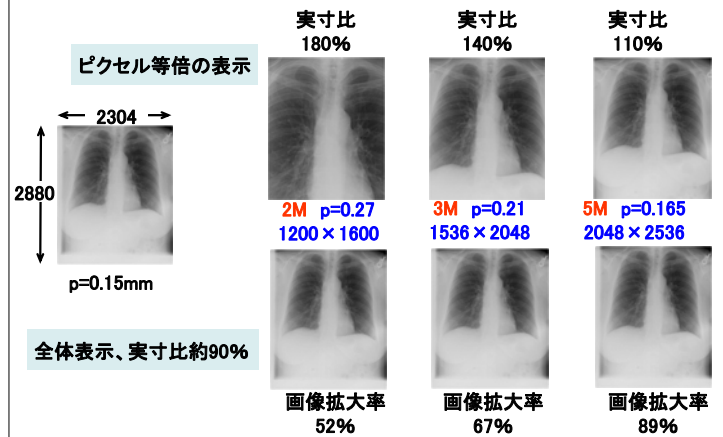 実寸比
180%
実寸比
140%
実寸比
110%
ピクセル等倍の表示
2304
2880
p=0.15mm
2M p=0.27
1200×1600
3M p=0.21
1536×2048
5M p=0.165
2048×2536
全体表示、実寸比約90%
画像拡大率
52%
画像拡大率
67%
画像拡大率
89%